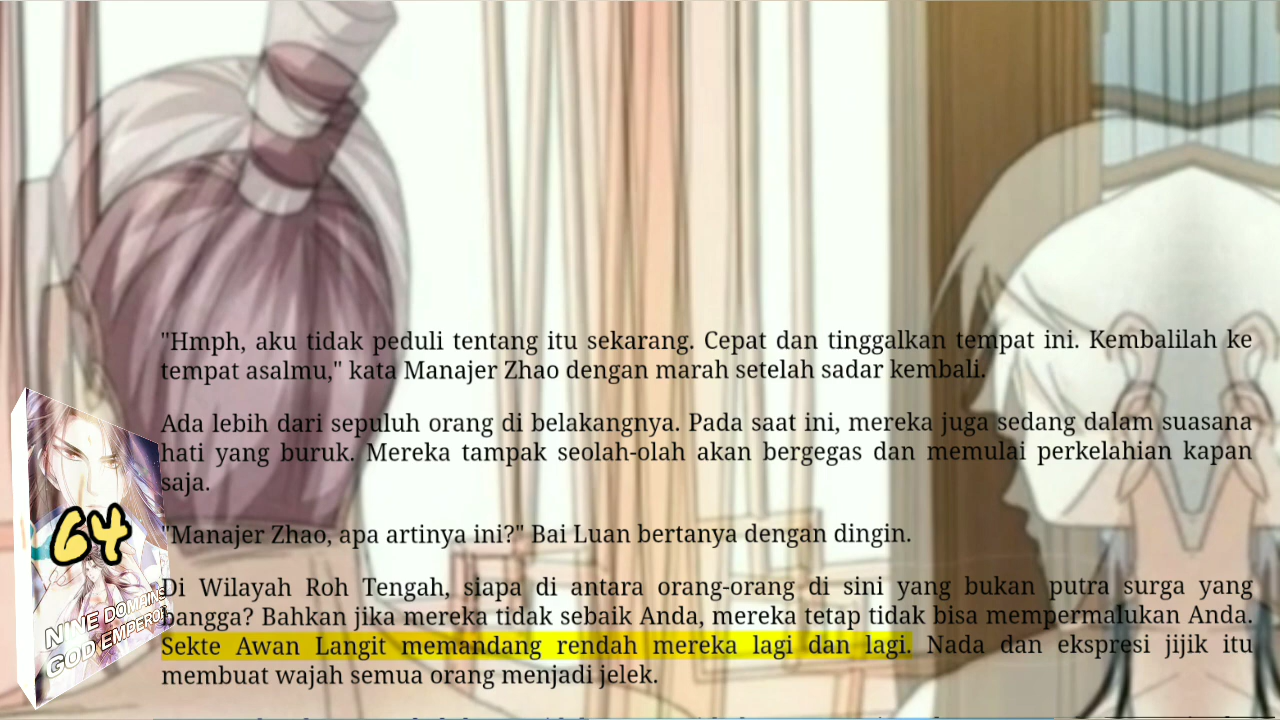 "Hmph, aku tidak peduli tentang itu sekarang. Cepat dan tinggalkan tempat ini. Kembalilah ke
tempat asalmu," kata Manajer Zhao dengan marah setelah sadar kembali.
Ada lebih dari sepuluh orang di belakangnya. Pada saat ini, mereka juga sedang dalam suasana
hati yang buruk. Mereka tampak seolah-olah akan bergegas dan memulai perkelahian kapan
saja.
"Manajer Zhao, apa artinya ini?" Bai Luan bertanya dengan dingin.
Di Wilayah Roh Tengah, siapa di antara orang-orang di sini yang bukan putra surga yang
bangga? Bahkan jika mereka tidak sebaik Anda, mereka tetap tidak bisa mempermalukan Anda.
Sekte Awan Langit memandang rendah mereka lagi dan lagi. Nada dan ekspresi jijik itu
membuat wajah semua orang menjadi jelek.
64
NINE DOMAINS
GOD EMPEROR